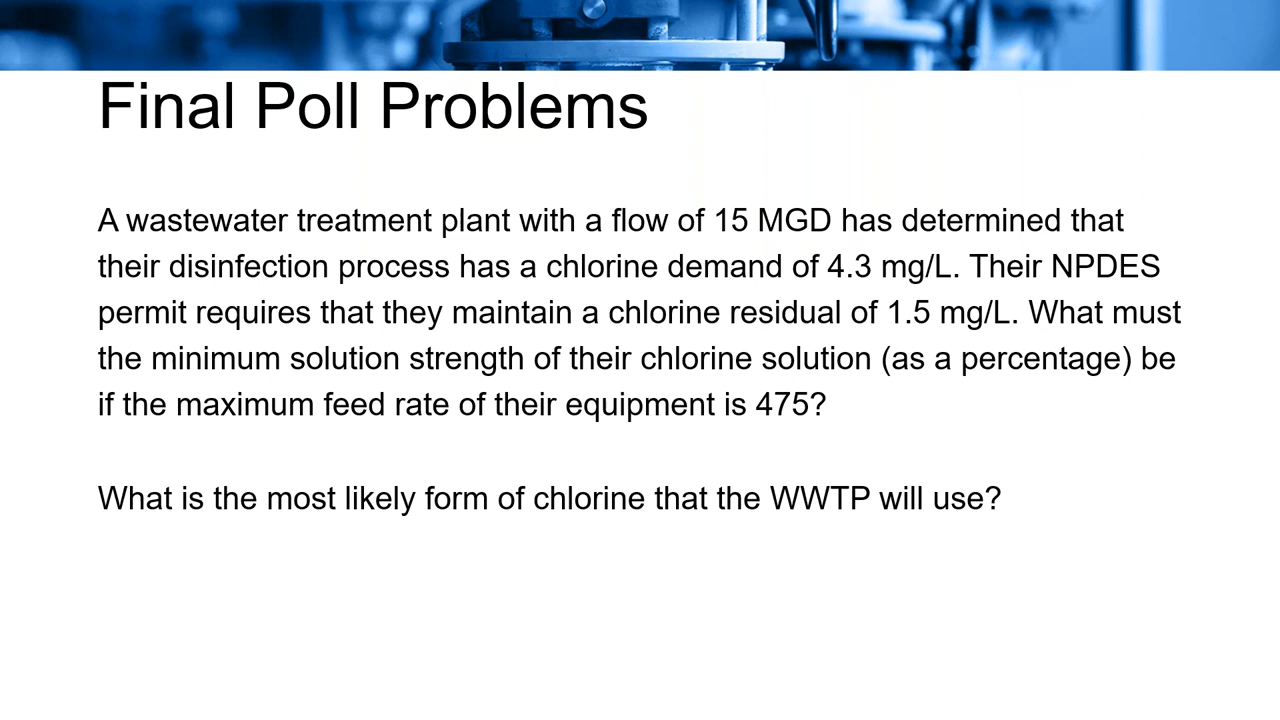 Final Poll Problems
A wastewater treatment plant with a flow of 15 MGD has determined that
their disinfection process has a chlorine demand of 4.3 mg/L. Their NPDES
permit requires that they maintain a chlorine residual of 1.5 mg/L. What must
the minimum solution strength of their chlorine solution (as a percentage) be
if the maximum feed rate of their equipment is 475?
What is the most likely form of chlorine that the WWTP will use?